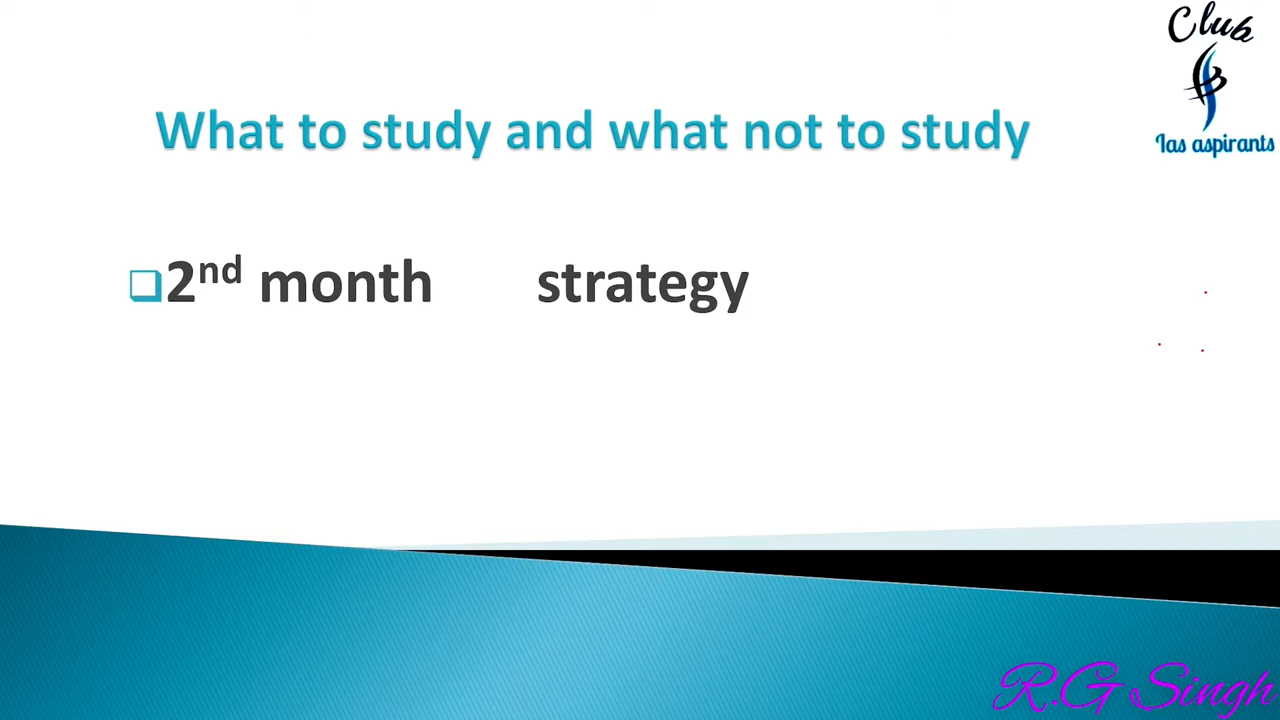 Club
Ias aspirants
What to study and what not to study
2nd month strategy
R.G Singh